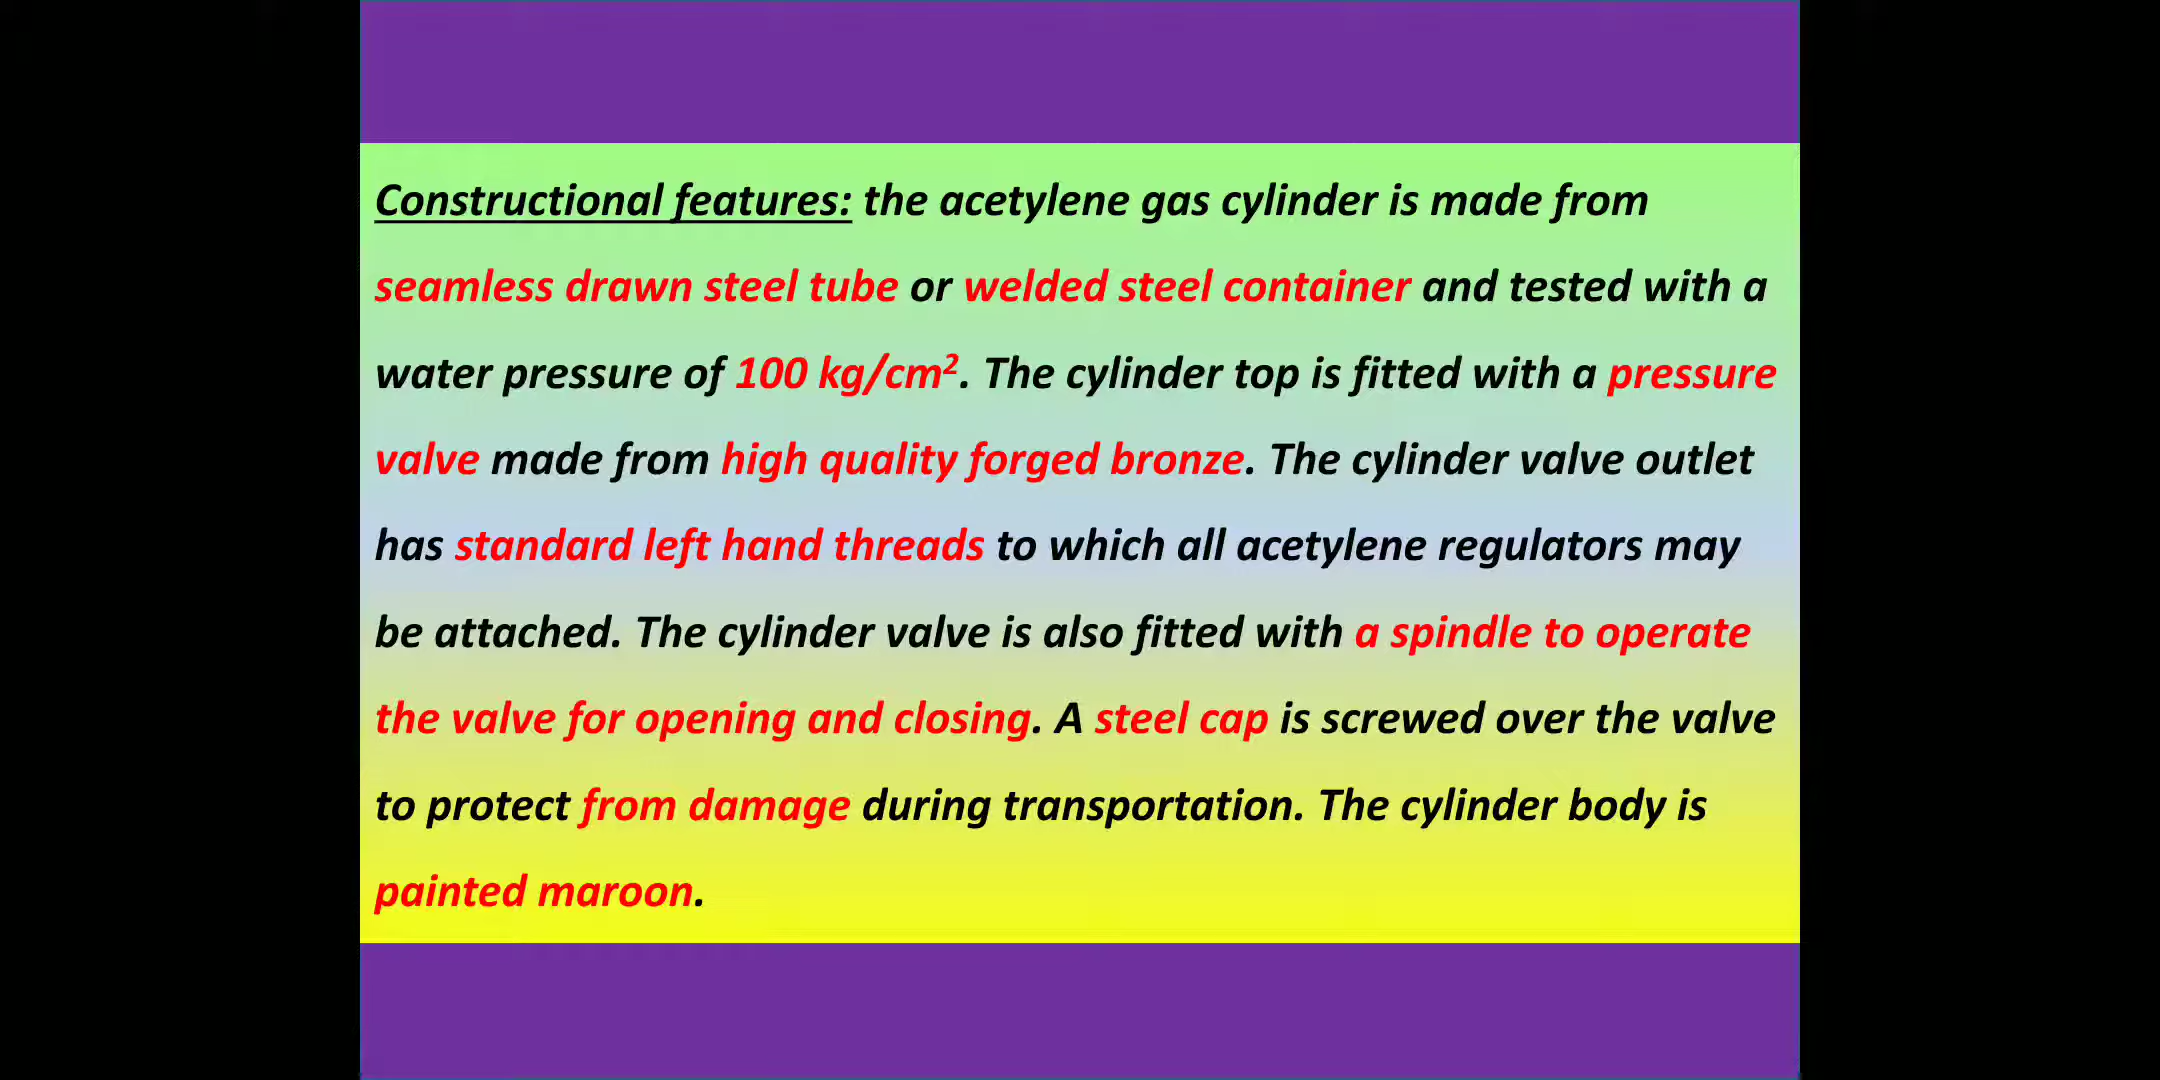 Constructional features: the acetylene gas cylinder is made from
seamless drawn steel tube or welded steel container and tested with a
water pressure of 100 kg/cm². The cylinder top is fitted with a pressure
valve made from high quality forged bronze. The cylinder valve outlet
has standard left hand threads to which all acetylene regulators may
be attached. The cylinder valve is also fitted with a spindle to operate
the valve for opening and closing. A steel cap is screwed over the valve
to protect from damage during transportation. The cylinder body is
painted maroon.